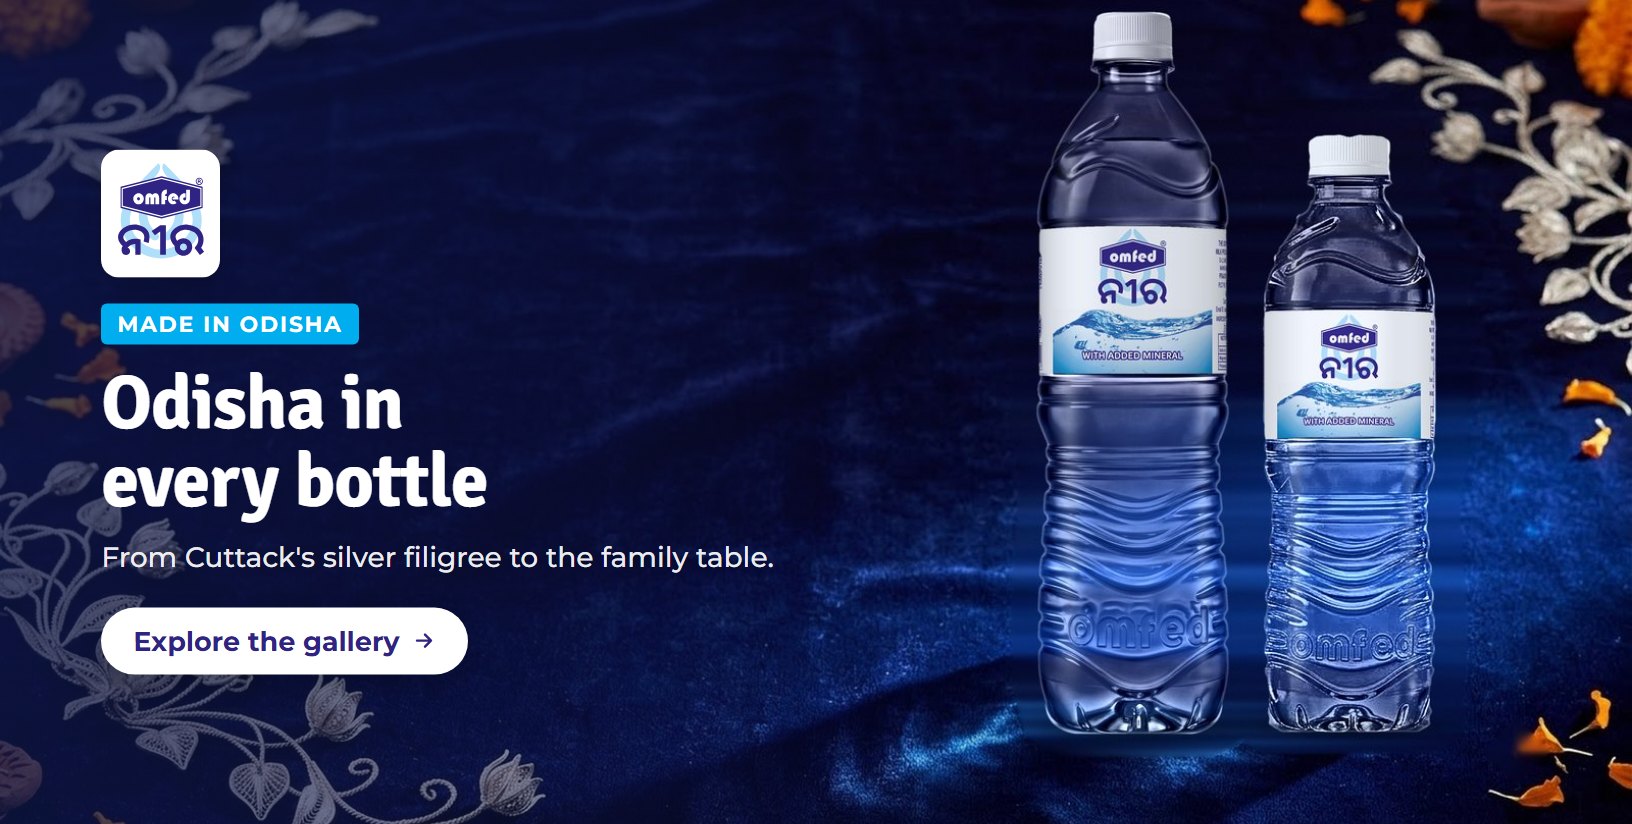 omfed
ନୀର
MADE IN ODISHA
Odisha in
every bottle
From Cuttack's silver filigree to the family table.
Explore the gallery →
omfed
ନୀର
WITH ADDED MINERAL
omfed
omfed
ନୀର
WITH ADDED MINERAL
omfed